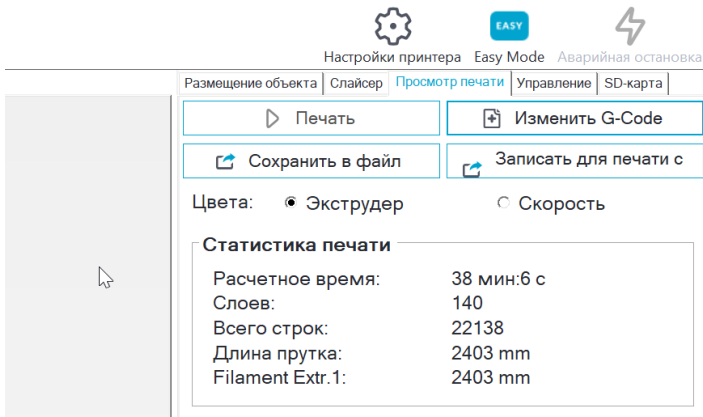 EASY
Настройки принтера Easy Mode Аварийная остановка
Размещение объекта Слайсер Просмотр печати Управление SD-карта
Печать Изменить G-Code
Сохранить в файл Записать для печати с
Цвета: Экструдер Скорость
Статистика печати
Расчетное время: 38 мин:6 с
Слоев: 140
Всего строк: 22138
Длина прутка: 2403 mm
Filament Extr.1: 2403 mm